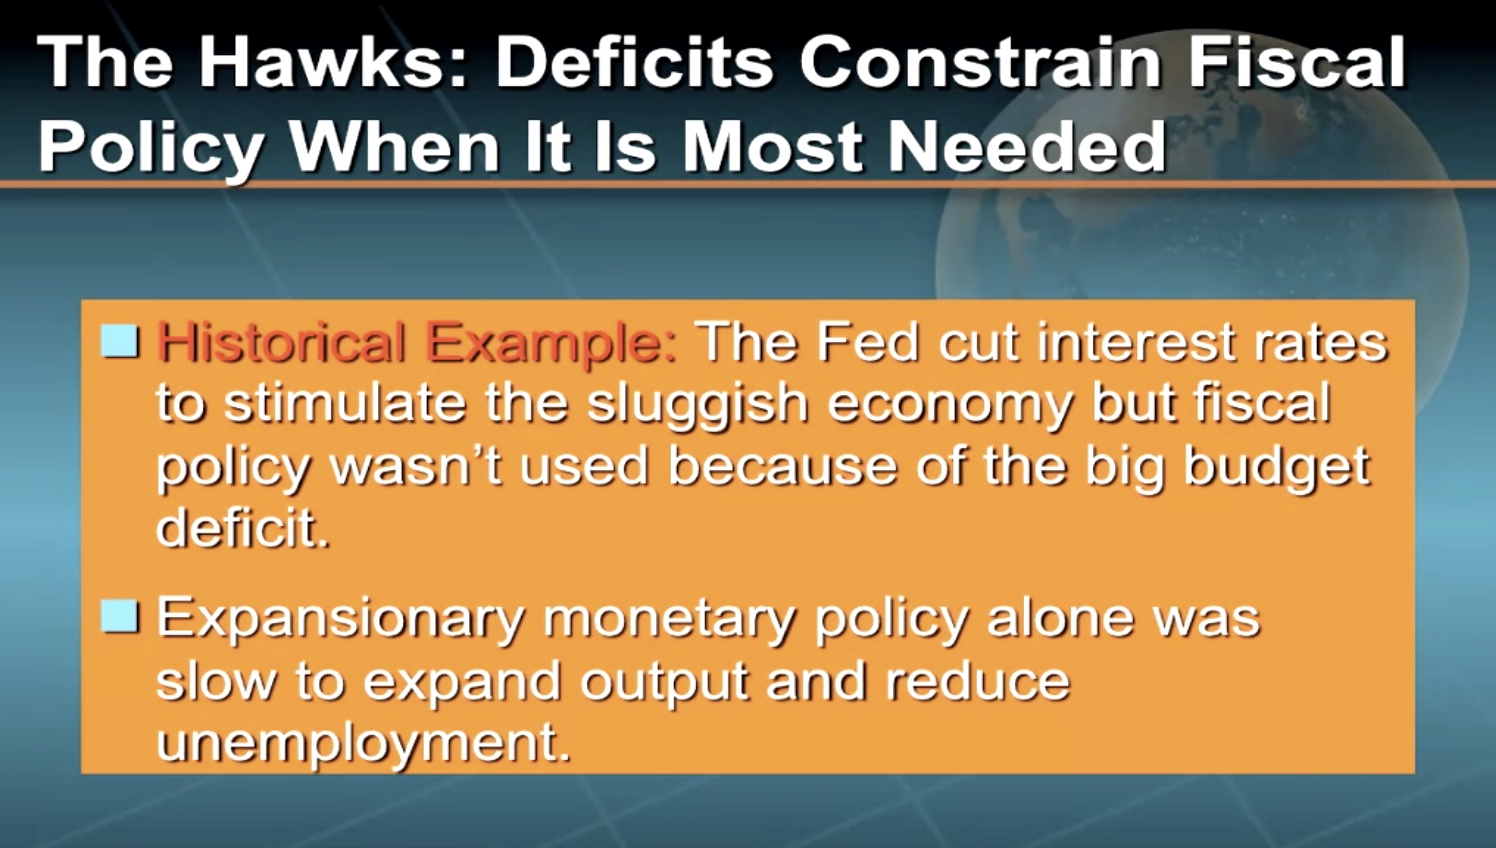 The Hawks: Deficits Constrain Fiscal
Policy When It Is Most Needed
Historical Example: The Fed cut interest rates
to stimulate the sluggish economy but fiscal
policy wasn’t used because of the big budget
deficit.
Expansionary monetary policy alone was
slow to expand output and reduce
unemployment.